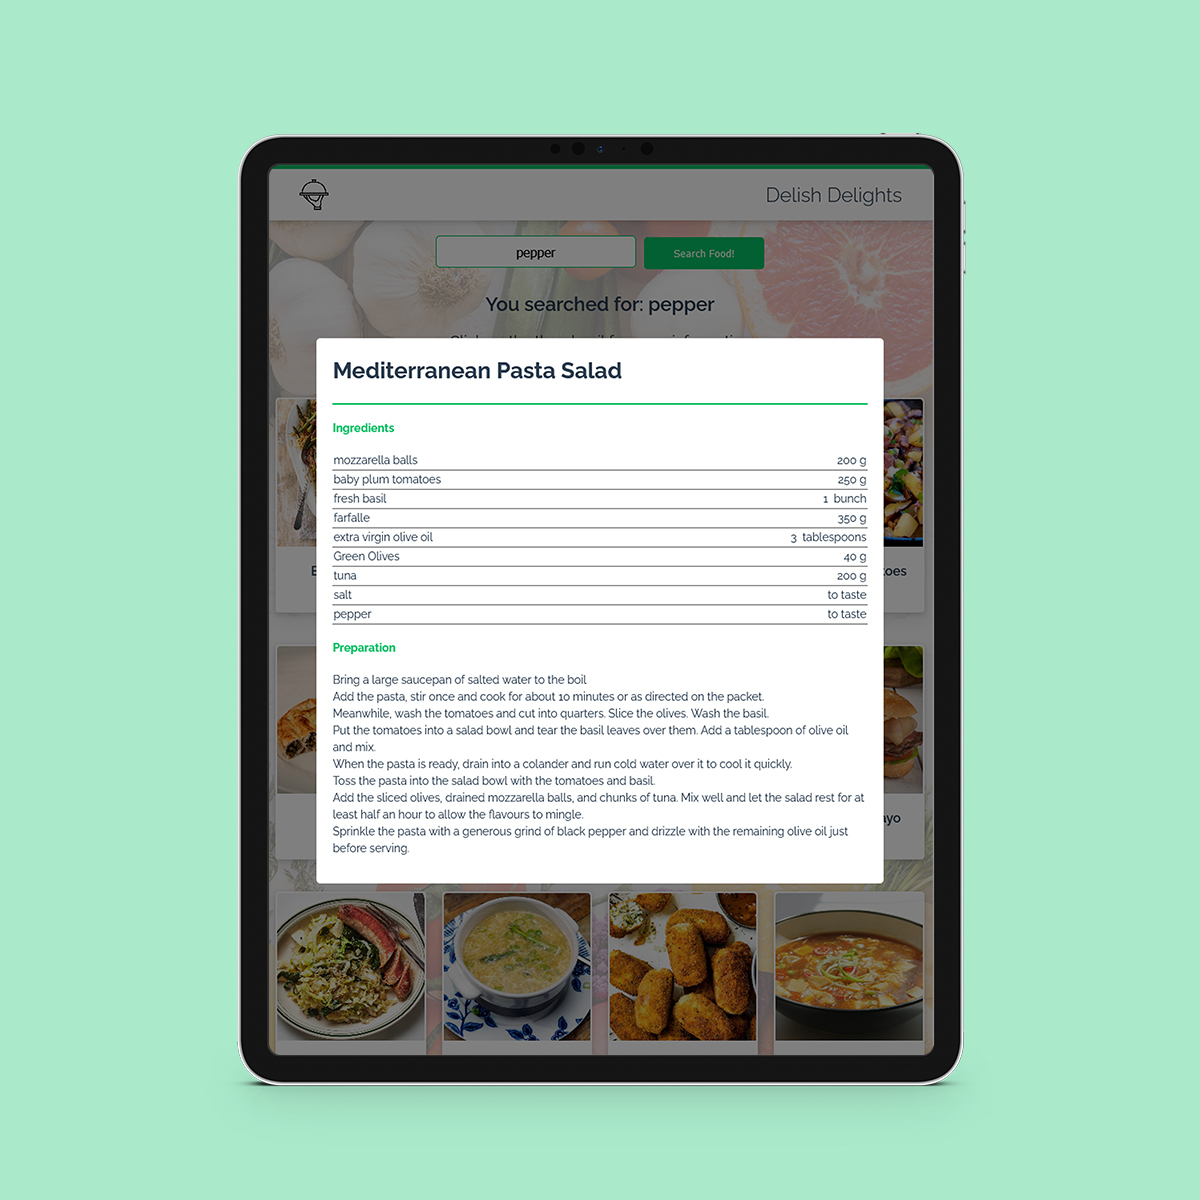 Delish Delights
pepper
Search Food!
You searched for: pepper
Mediterranean Pasta Salad
Ingredients
mozzarella balls 200 g
baby plum tomatoes 250 g
fresh basil 1 bunch
farfalle 350 g
extra virgin olive oil 3 tablespoons
Green Olives 40 g
tuna 200 g
salt to taste
pepper to taste
Preparation
Bring a large saucepan of salted water to the boil
Add the pasta, stir once and cook for about 10 minutes or as directed on the packet.
Meanwhile, wash the tomatoes and cut into quarters. Slice the olives. Wash the basil.
Put the tomatoes into a salad bowl and tear the basil leaves over them. Add a tablespoon of olive oil
and mix.
When the pasta is ready, drain into a colander and run cold water over it to cool it quickly.
Toss the pasta into the salad bowl with the tomatoes and basil.
Add the sliced olives, drained mozzarella balls, and chunks of tuna. Mix well and let the salad rest for at
least half an hour to allow the flavours to mingle.
Sprinkle the pasta with a generous grind of black pepper and drizzle with the remaining olive oil just
before serving.